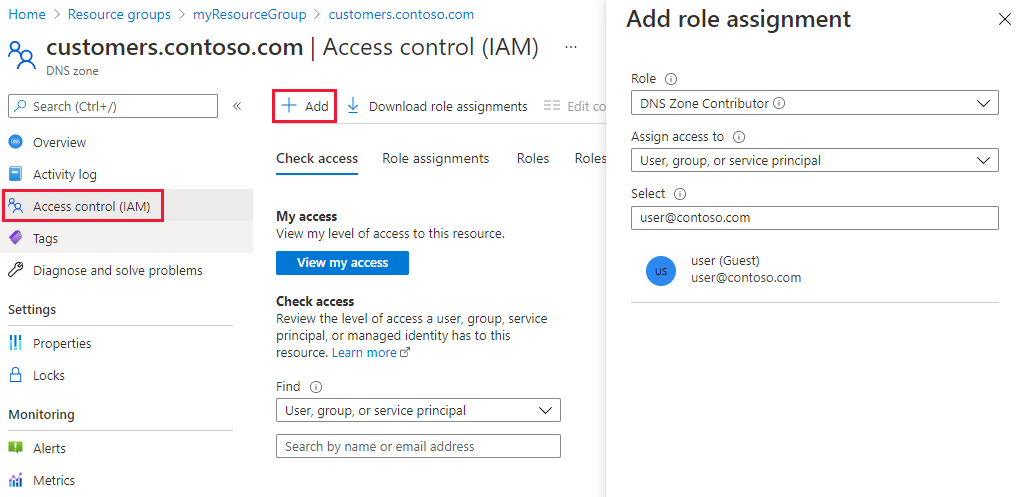 Home > Resource groups > myResourceGroup > customers.contoso.com
customers.contoso.com | Access control (IAM) ...
DNS zone
Search (Ctrl+/)
«
Overview
Activity log
Access control (IAM)
Tags
Diagnose and solve problems
Settings
Properties
Locks
Monitoring
Alerts
Metrics
+ Add
Download role assignments
Edit co
Check access
Role assignments
Roles
Roles
My access
View my level of access to this resource.
View my access
Check access
Review the level of access a user, group, service
principal, or managed identity has to this
resource. Learn more
Find
User, group, or service principal
Search by name or email address
Add role assignment
Role
DNS Zone Contributor
Assign access to
User, group, or service principal
Select
user@contoso.com
US
user (Guest)
user@contoso.com